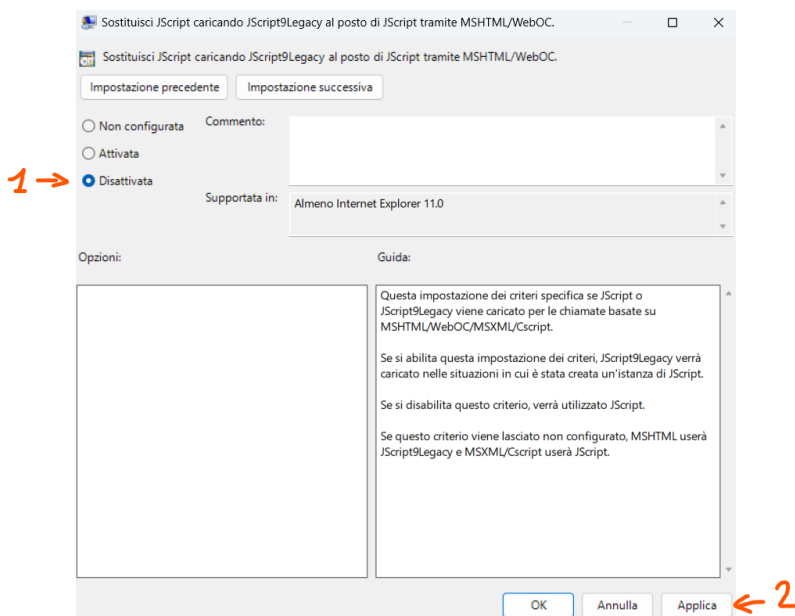 Sostituisci JScript caricando JScript9Legacy al posto di JScript tramite MSHTML/WebOC.
Sostituisci JScript caricando JScript9Legacy al posto di JScript tramite MSHTML/WebOC.
Impostazione precedente Impostazione successiva
Non configurata
Commento:
Attivata
1 Disattivata
Supportata in:
Almeno Internet Explorer 11.0
Opzioni:
Guida:
Questa impostazione dei criteri specifica se JScript o
JScript9Legacy viene caricato per le chiamate basate su
MSHTML/WebOC/MSXML/Cscript.
Se si abilita questa impostazione dei criteri, JScript9Legacy verrà
caricato nelle situazioni in cui è stata creata un'istanza di JScript.
Se si disabilita questo criterio, verrà utilizzato JScript.
Se questo criterio viene lasciato non configurato, MSHTML userà
JScript9Legacy e MSXML/Cscript userà JScript.
OK Annulla Applica 2